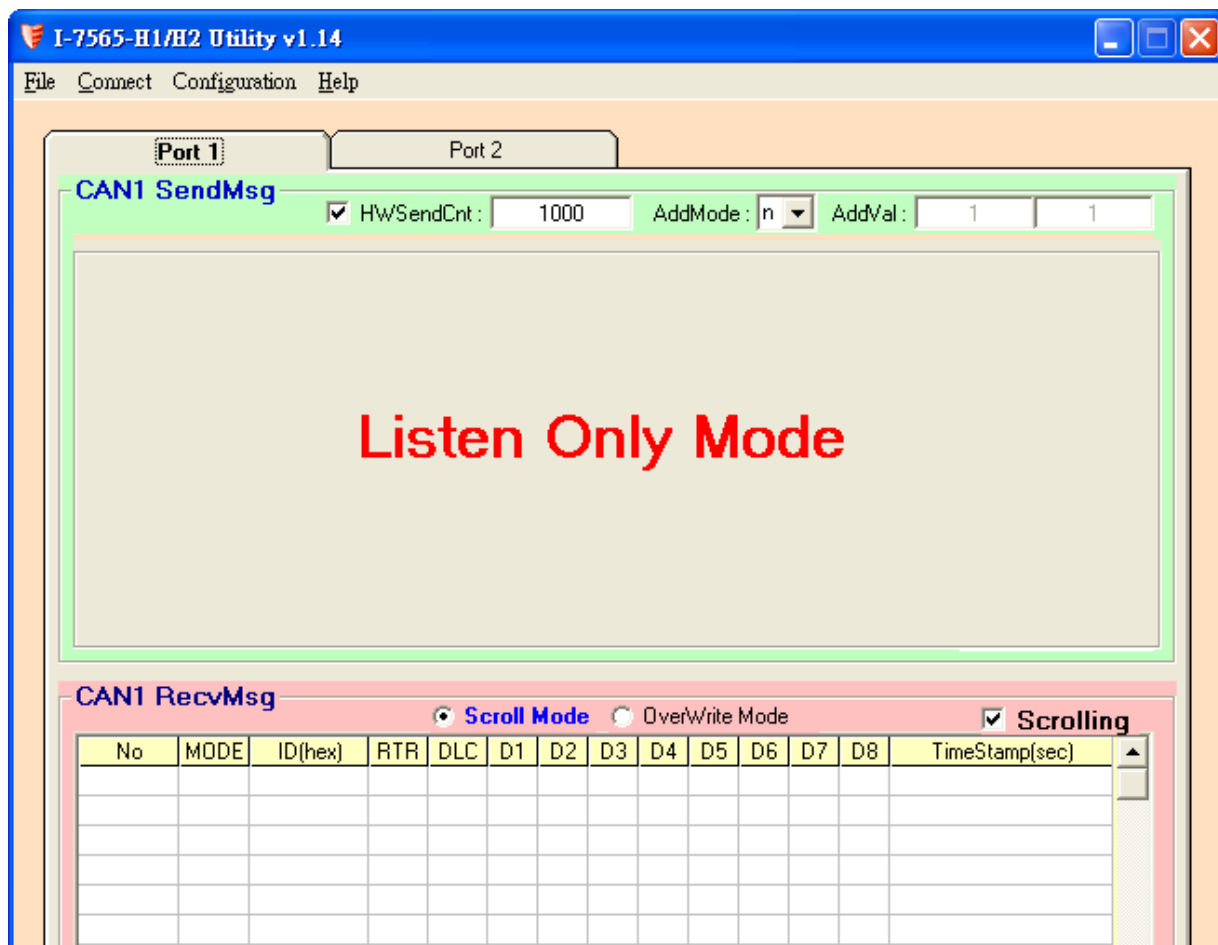 I-7565-H1/H2 Utility v1.14
File Connect Configuration Help
Port 1 Port 2
CAN1 SendMsg
HWSendCnt : 1000 AddMode : n AddVal : 1 1
Listen Only Mode
CAN1 RecvMsg
Scroll Mode OverWrite Mode Scrolling
No MODE ID(hex) RTR DLC D1 D2 D3 D4 D5 D6 D7 D8 TimeStamp(sec)